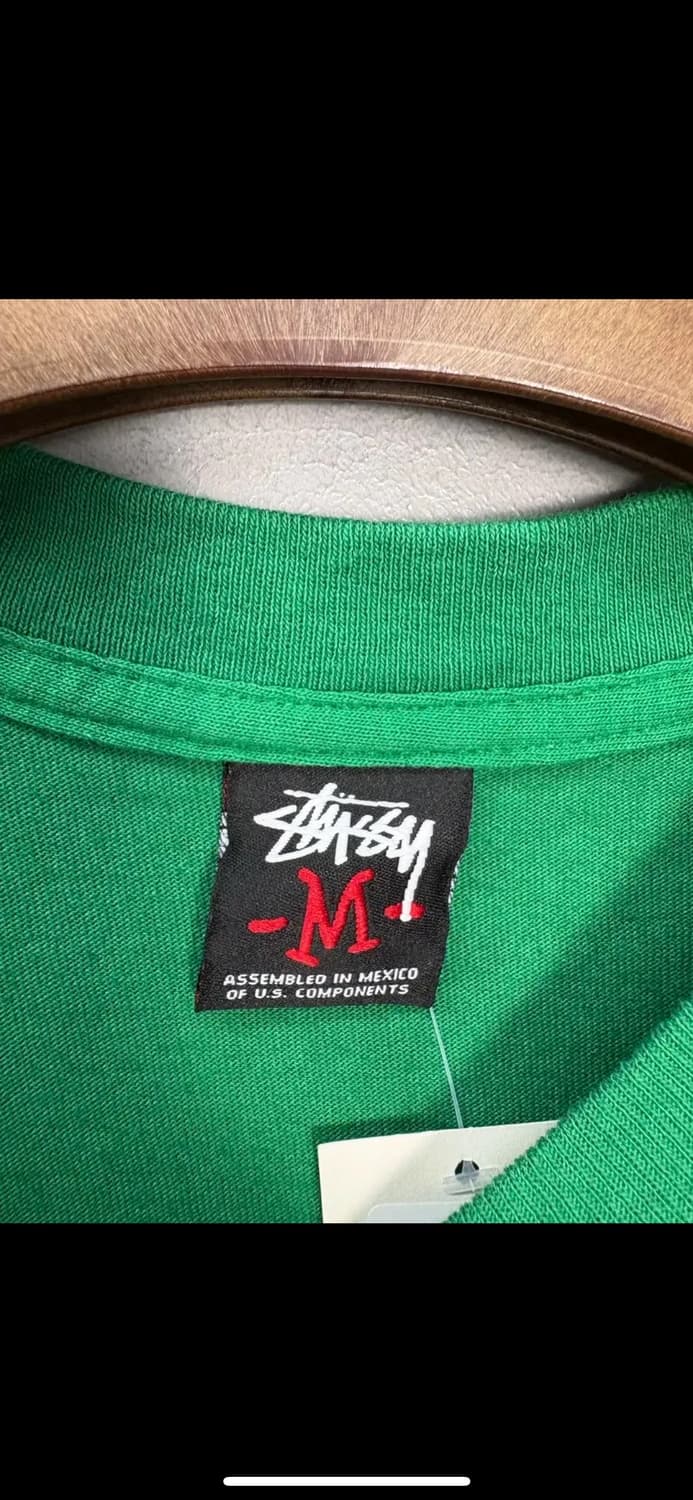 Stüssy
-M-
ASSEMBLED IN MEXICO
OF U.S. COMPONENTS